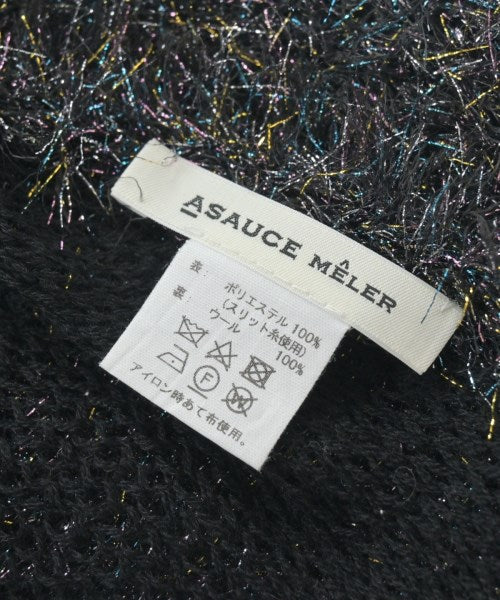 ASAUCE MÊLER
表： ポリエステル 100%
(スリット糸使用)
裏： ウール 100%
アイロン時あて布使用。